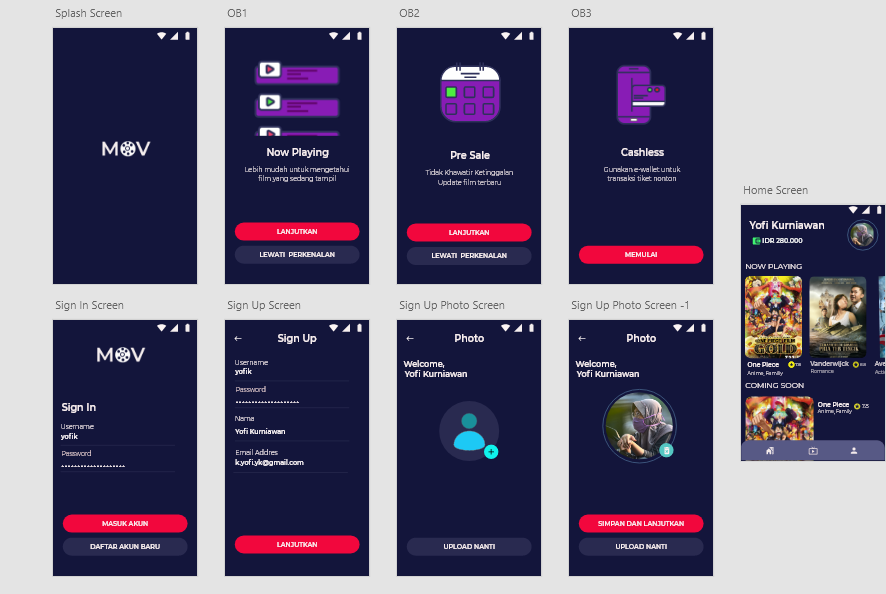 Splash Screen
MOV
OB1
Now Playing
Lebih mudah untuk mengetahui
film yang sedang tampil
LANJUTKAN
LEWATI PERKENALAN
OB2
Pre Sale
Tidak Khawatir Ketinggalan
Update film terbaru
LANJUTKAN
LEWATI PERKENALAN
OB3
Cashless
Gunakan e-wallet untuk
transaksi tiket nonton
MEMULAI
Home Screen
Yofi Kurniawan
IDR 280.000
NOW PLAYING
GOLD
One Piece
Anime, Family
Vanderwijck
Romance
Ave
COMING SOON
One Piece
7.5
Anime, Family
Sign In Screen
MOV
Sign In
Username
yofik
Password
MASUK AKUN
DAFTAR AKUN BARU
Sign Up Screen
Sign Up
Username
yofik
Password
Nama
Yofi Kurniawan
Email Addres
k.yofi.yk@gmail.com
LANJUTKAN
Sign Up Photo Screen
Photo
Welcome,
Yofi Kurniawan
UPLOAD NANTI
Sign Up Photo Screen -1
Photo
Welcome,
Yofi Kurniawan
SIMPAN DAN LANJUTKAN
UPLOAD NANTI